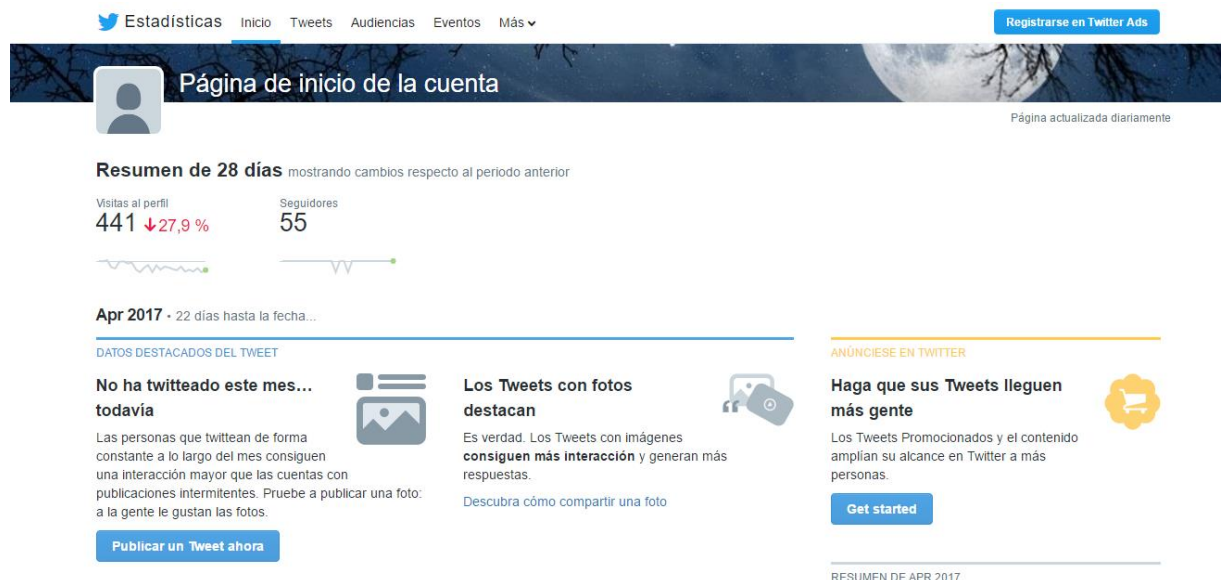 Estadísticas Inicio Tweets Audiencias Eventos Más
Registrarse en Twitter Ads
Página de inicio de la cuenta
Página actualizada diariamente
Resumen de 28 días mostrando cambios respecto al periodo anterior
Visitas al perfil
441 27,9 %
Seguidores
55
Apr 2017 • 22 días hasta la fecha...
DATOS DESTACADOS DEL TWEET
No ha twitteado este mes…
todavía
Las personas que twittean de forma
constante a lo largo del mes consiguen
una interacción mayor que las cuentas con
publicaciones intermitentes. Pruebe a publicar una foto:
a la gente le gustan las fotos.
Publicar un Tweet ahora
Los Tweets con fotos
destacan
Es verdad. Los Tweets con imágenes
consiguen más interacción y generan más
respuestas.
Descubra cómo compartir una foto
ANÚNCIESE EN TWITTER
Haga que sus Tweets lleguen
más gente
Los Tweets Promocionados y el contenido
amplían su alcance en Twitter a más
personas.
Get started
RESUMEN DE APR 2017